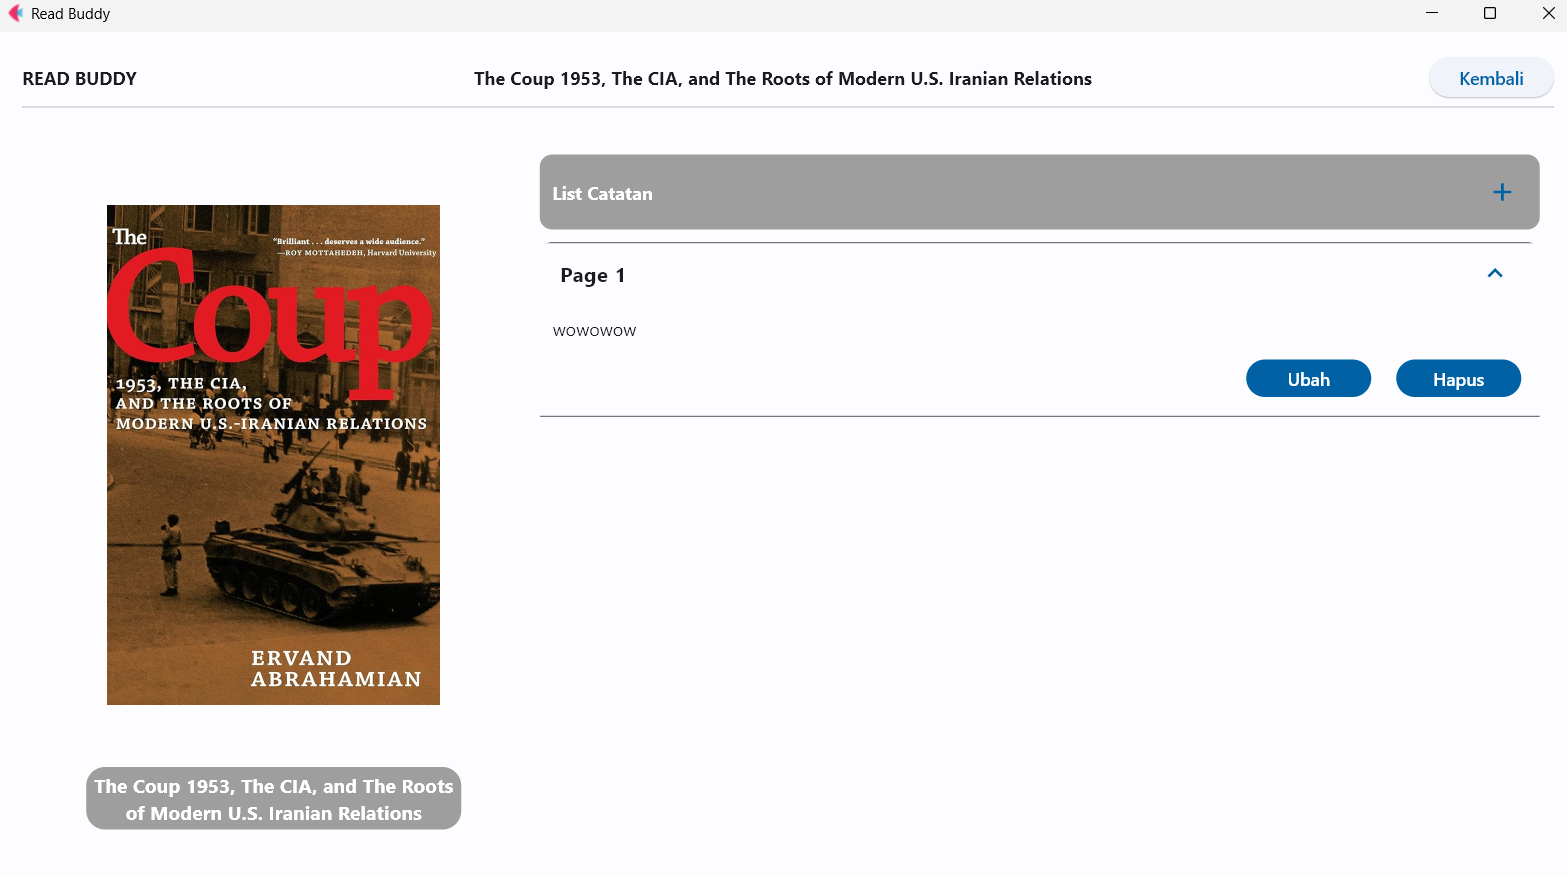 Read Buddy
READ BUDDY
The Coup 1953, The CIA, and The Roots of Modern U.S. Iranian Relations
Kembali
The
Coup
"Brilliant . . . deserves a wide audience."
—ROY MOTTAHEDEH, Harvard University
1953, THE CIA,
AND THE ROOTS OF
MODERN U.S.-IRANIAN RELATIONS
ERVAND
ABRAHAMIAN
The Coup 1953, The CIA, and The Roots
of Modern U.S. Iranian Relations
List Catatan
Page 1
wowowow
Ubah
Hapus